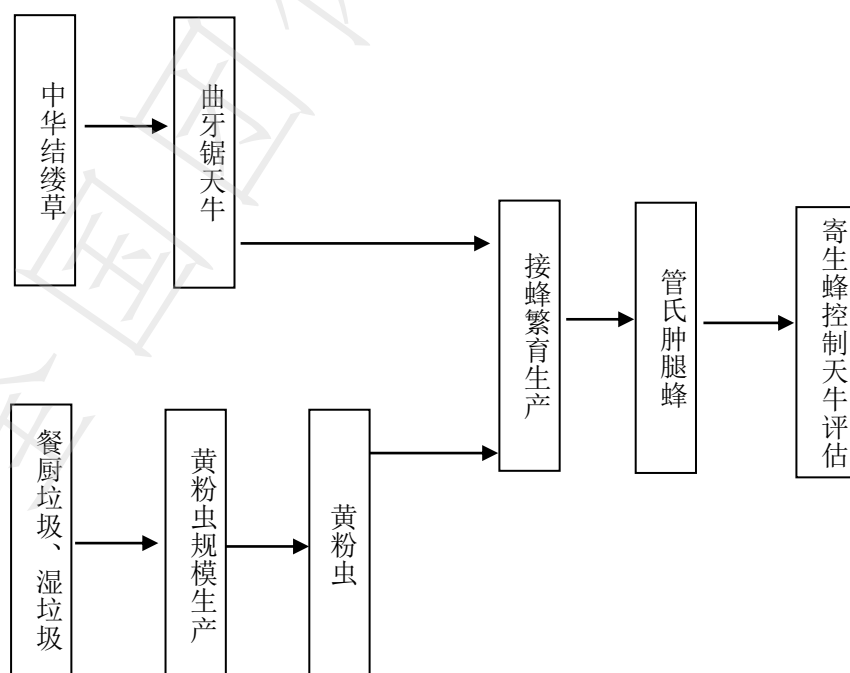 中华结缕草
曲牙锯天牛
接蜂繁育生产
管氏肿腿蜂
寄生蜂控制天牛评估
餐厨垃圾、湿垃圾
黄粉虫规模生产
黄粉虫